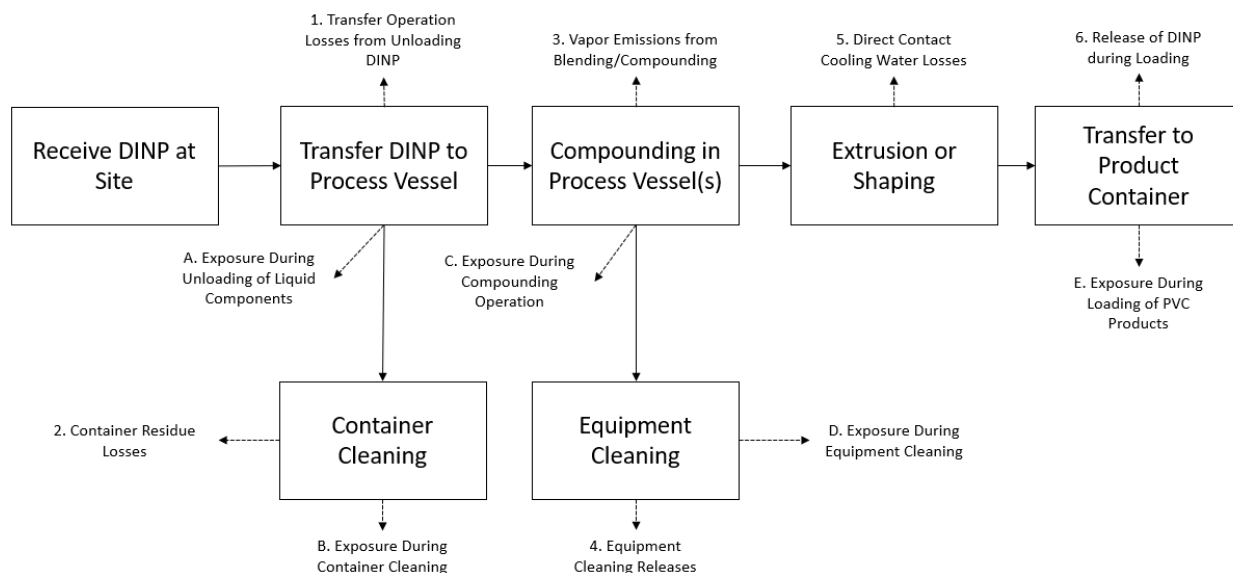 1. Transfer Operation
Losses from Unloading
DINP
3. Vapor Emissions from
Blending/Compounding
5. Direct Contact
Cooling Water Losses
6. Release of DINP
during Loading
Receive DINP at
Site
Transfer DINP to
Process Vessel
Compounding in
Process Vessel(s)
Extrusion or
Shaping
Transfer to
Product
Container
A. Exposure During
Unloading of Liquid
Components
C. Exposure During
Compounding
Operation
E. Exposure During
Loading of PVC
Products
2. Container Residue
Losses
Container
Cleaning
Equipment
Cleaning
D. Exposure During
Equipment Cleaning
B. Exposure During
Container Cleaning
4. Equipment
Cleaning Releases